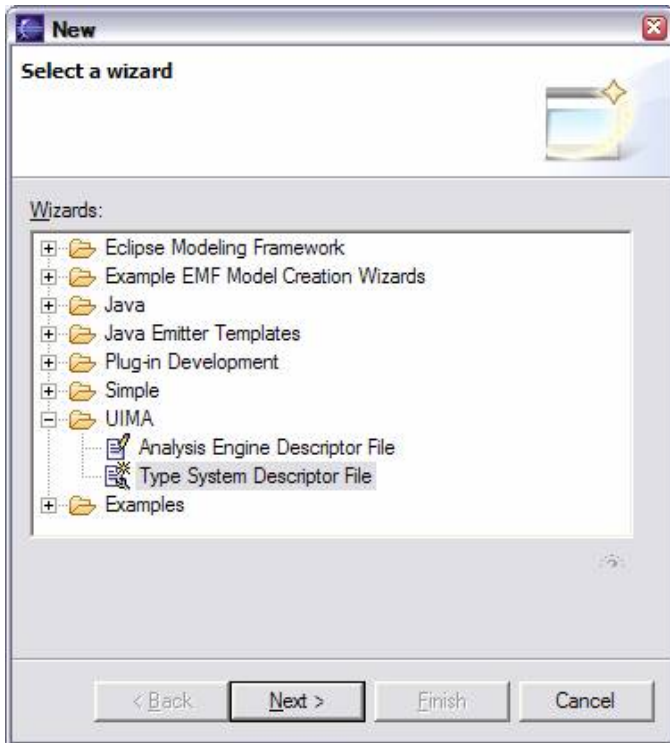 New
Select a wizard
Wizards:
Eclipse Modeling Framework
Example EMF Model Creation Wizards
Java
Java Emitter Templates
Plug-in Development
Simple
UIMA
Analysis Engine Descriptor File
Type System Descriptor File
Examples
< Back Next > Finish Cancel